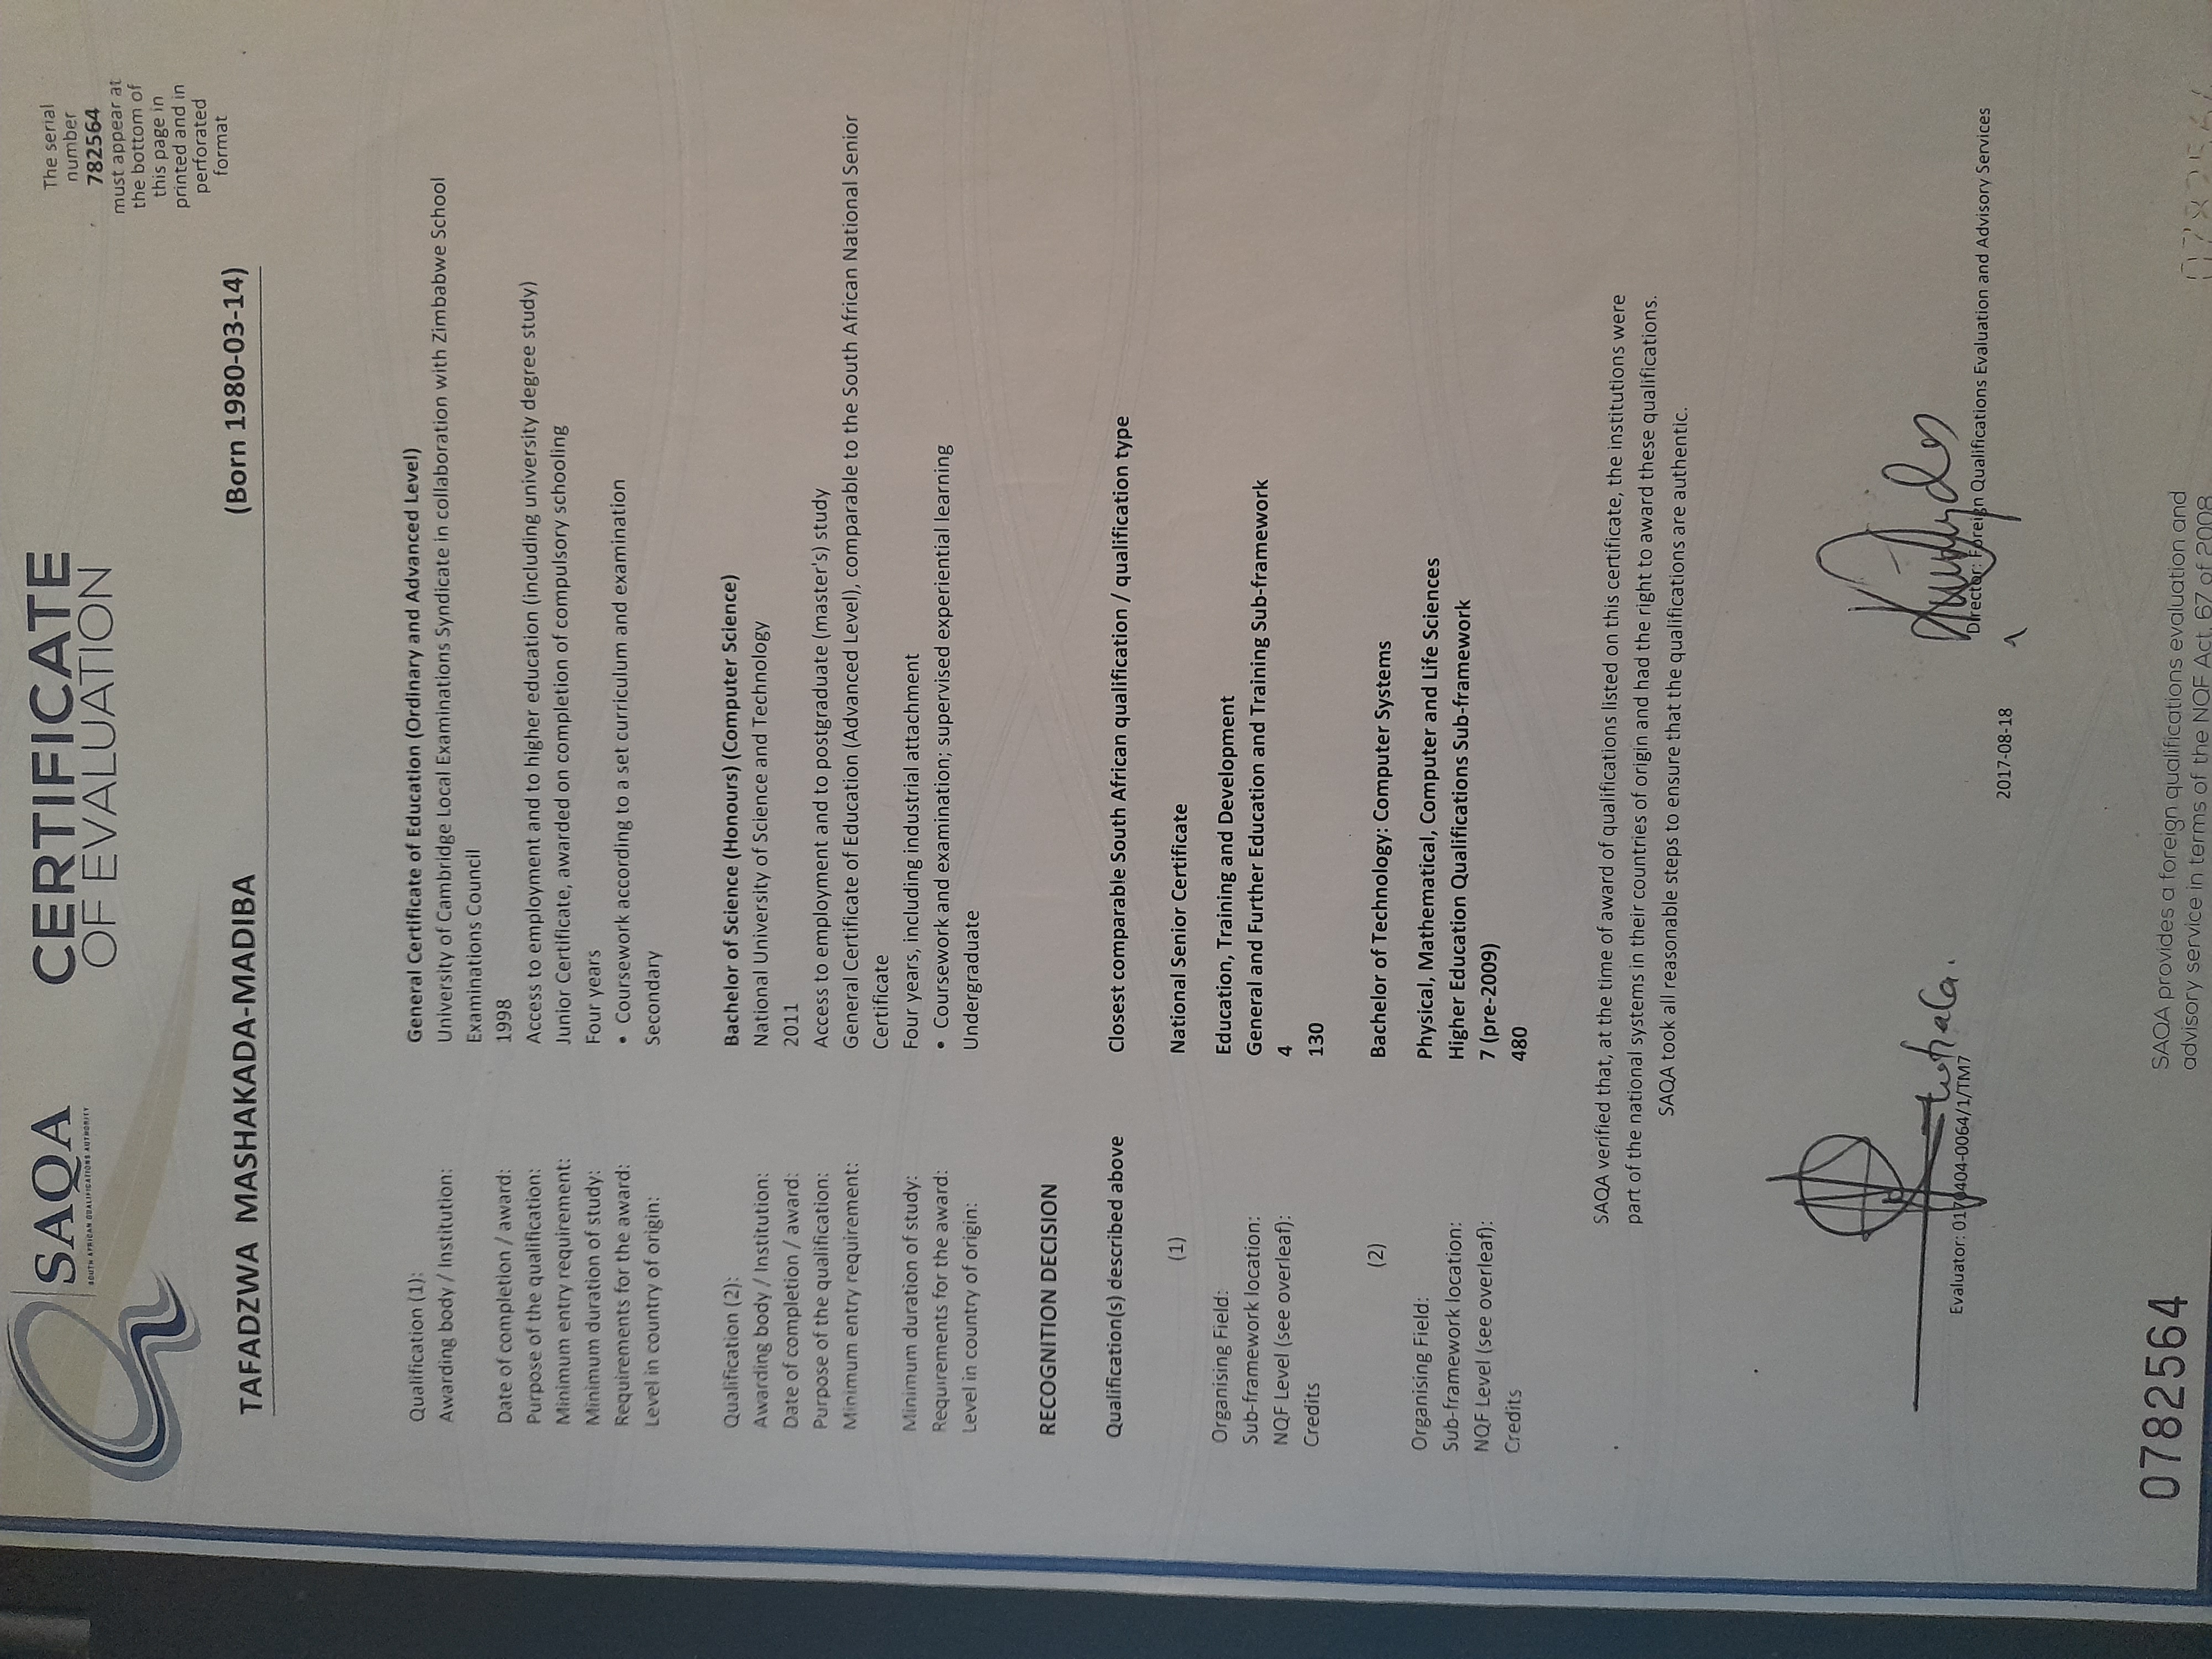 SAQA
SOUTH AFRICAN QUALIFICATIONS AUTHORITY
CERTIFICATE
OF EVALUATION
The serial
number
782564
must appear at
the bottom of
this page in
printed and in
perforated
format
TAFADZWA MASHAKADA-MADIBA (Born 1980-03-14)
Qualification (1): General Certificate of Education (Ordinary and Advanced Level)
Awarding body / Institution: University of Cambridge Local Examinations Syndicate in collaboration with Zimbabwe School
Examinations Council
Date of completion / award: 1998
Purpose of the qualification: Access to employment and to higher education (including university degree study)
Minimum entry requirement: Junior Certificate, awarded on completion of compulsory schooling
Minimum duration of study: Four years
Requirements for the award: • Coursework according to a set curriculum and examination
Level in country of origin: Secondary
Qualification (2): Bachelor of Science (Honours) (Computer Science)
Awarding body / Institution: National University of Science and Technology
Date of completion / award: 2011
Purpose of the qualification: Access to employment and to postgraduate (master's) study
Minimum entry requirement: General Certificate of Education (Advanced Level), comparable to the South African National Senior
Certificate
Minimum duration of study: Four years, including industrial attachment
Requirements for the award: • Coursework and examination; supervised experiential learning
Level in country of origin: Undergraduate
RECOGNITION DECISION
Qualification(s) described above Closest comparable South African qualification / qualification type
(1) National Senior Certificate
Organising Field: Education, Training and Development
Sub-framework location: General and Further Education and Training Sub-framework
NQF Level (see overleaf): 4
Credits 130
(2) Bachelor of Technology: Computer Systems
Organising Field: Physical, Mathematical, Computer and Life Sciences
Sub-framework location: Higher Education Qualifications Sub-framework
NQF Level (see overleaf): 7 (pre-2009)
Credits 480
SAQA verified that, at the time of award of qualifications listed on this certificate, the institutions were
part of the national systems in their countries of origin and had the right to award these qualifications.
SAQA took all reasonable steps to ensure that the qualifications are authentic.
Evaluator: 0170404-0064/1/TM7
Director: Foreign Qualifications Evaluation and Advisory Services
2017-08-18
0782564
SAQA provides a foreign qualifications evaluation and
advisory service in terms of the NQF Act, 67 of 2008
0782564